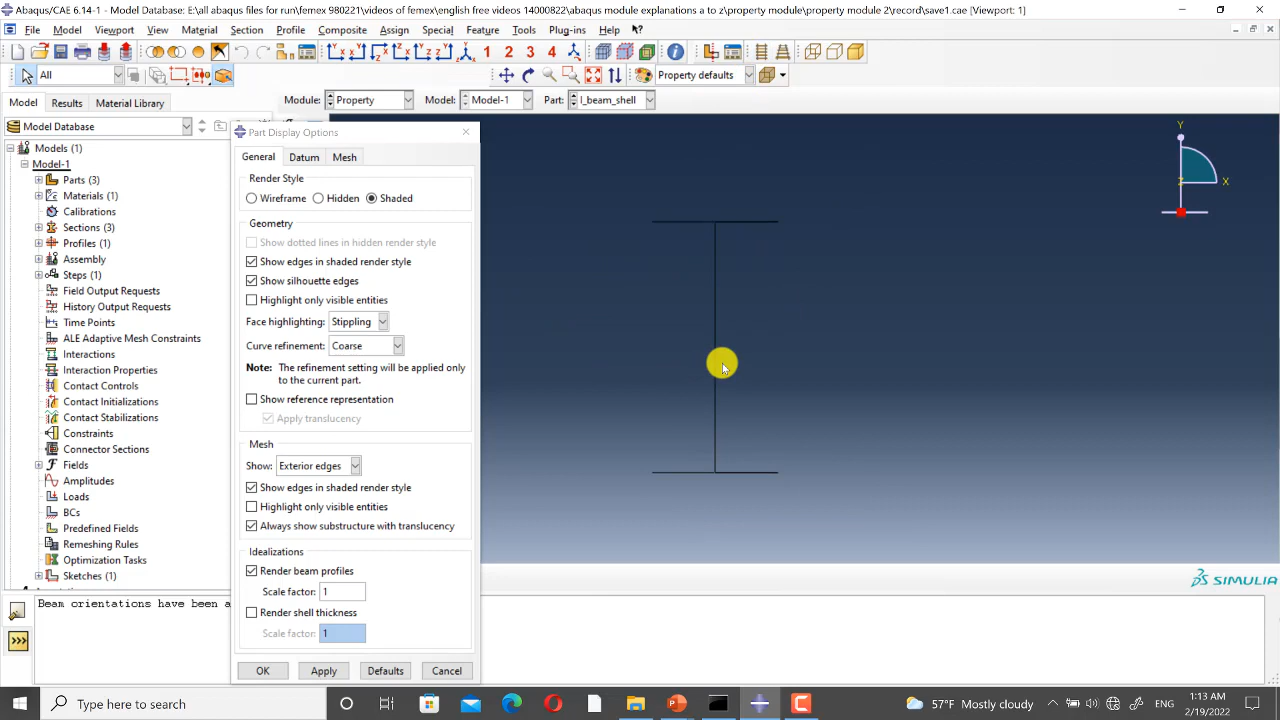 Abaqus/CAE 6.14-1 - Model Database: E:\all abaqus files for run\femex 980221\videos of femex\english free videos 14000822\abaqus module explanations a to z\property module\property module 2\record\save1.cae [Viewport: 1]
File Model Viewport View Material Section Profile Composite Assign Special Feature Tools Plug-ins Help
1 2 3 4
All Property defaults
Model Results Material Library Module: Property Model: Model-1 Part: I_beam_shell
Model Database
Part Display Options
Models (1)
Model-1
Parts (3)
Materials (1)
Calibrations
Sections (3)
Profiles (1)
Assembly
Steps (1)
Field Output Requests
History Output Requests
Time Points
ALE Adaptive Mesh Constraints
Interactions
Interaction Properties
Contact Controls
Contact Initializations
Contact Stabilizations
Constraints
Connector Sections
Fields
Amplitudes
Loads
BCs
Predefined Fields
Remeshing Rules
Optimization Tasks
Sketches (1)
General Datum Mesh
Render Style
Wireframe Hidden Shaded
Geometry
Show dotted lines in hidden render style
Show edges in shaded render style
Show silhouette edges
Highlight only visible entities
Face highlighting: Stippling
Curve refinement: Coarse
Note: The refinement setting will be applied only
to the current part.
Show reference representation
Apply translucency
Mesh
Show: Exterior edges
Show edges in shaded render style
Highlight only visible entities
Always show substructure with translucency
Idealizations
Render beam profiles
Scale factor: 1
Render shell thickness
Scale factor: 1
OK Apply Defaults Cancel
Y
Z X
SIMULIA
>>>
Beam orientations have been a
Type here to search
57°F Mostly cloudy
ENG
1:13 AM
2/19/2022